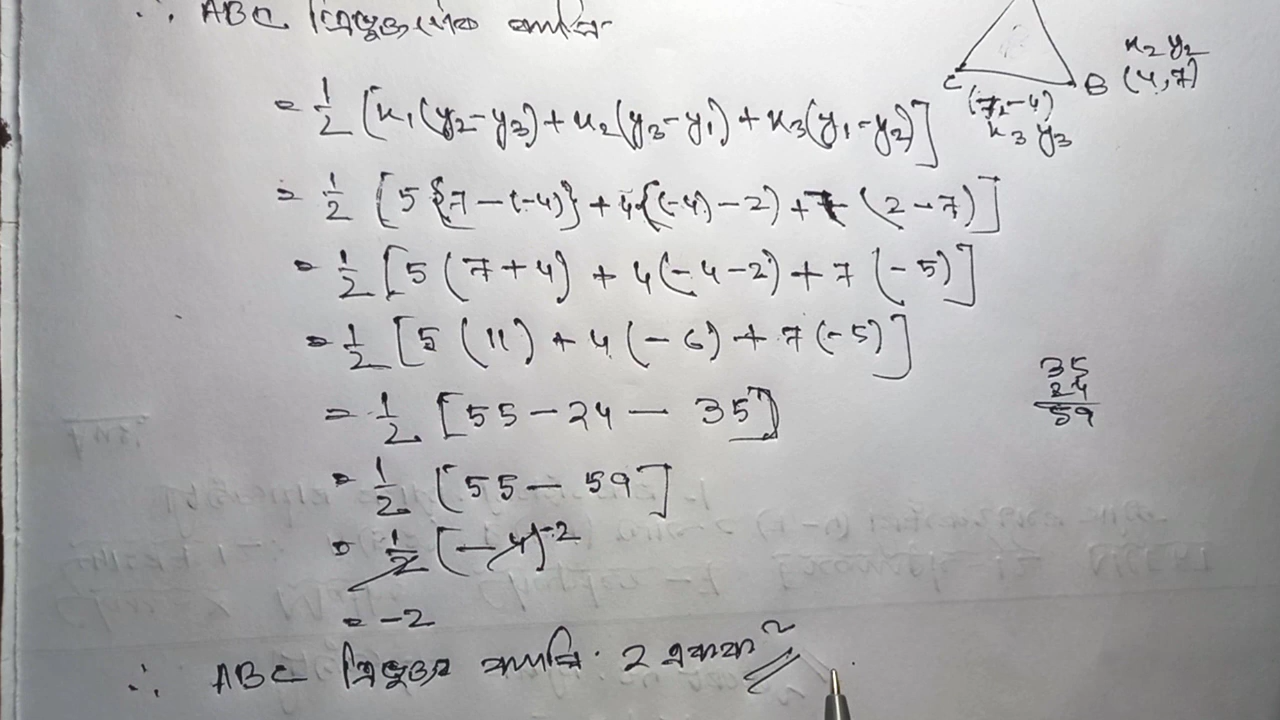 ∴ ABC ত্রিভুজৰ কালি
x₂ y₂
B (4,7)
C
(7,-4)
x₃ y₃
= 1/2 [x₁(y₂-y₃)+x₂(y₃-y₁)+x₃(y₁-y₂)]
= 1/2 [5{7-(-4)}+4{(-4)-2)+7(2-7)]
= 1/2 [5(7+4)+4(-4-2)+7(-5)]
= 1/2 [5(11)+4(-6)+7(-5)]
35
24
59
= 1/2 [55-24-35]
= 1/2 [55-59]
= 1/2 (-4) -2
= -2
∴ ABC ত্রিভুজৰ কালি 2 একক²